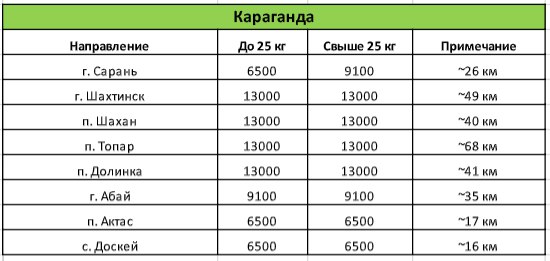 Караганда
Направление До 25 кг Свыше 25 кг Примечание
г. Сарань 6500 9100 ~26 км
г. Шахтинск 13000 13000 ~49 км
п. Шахан 13000 13000 ~40 км
п. Топар 13000 13000 ~68 км
п. Долинка 13000 13000 ~41 км
г. Абай 9100 9100 ~35 км
п. Актас 6500 6500 ~17 км
с. Доскей 6500 6500 ~16 км